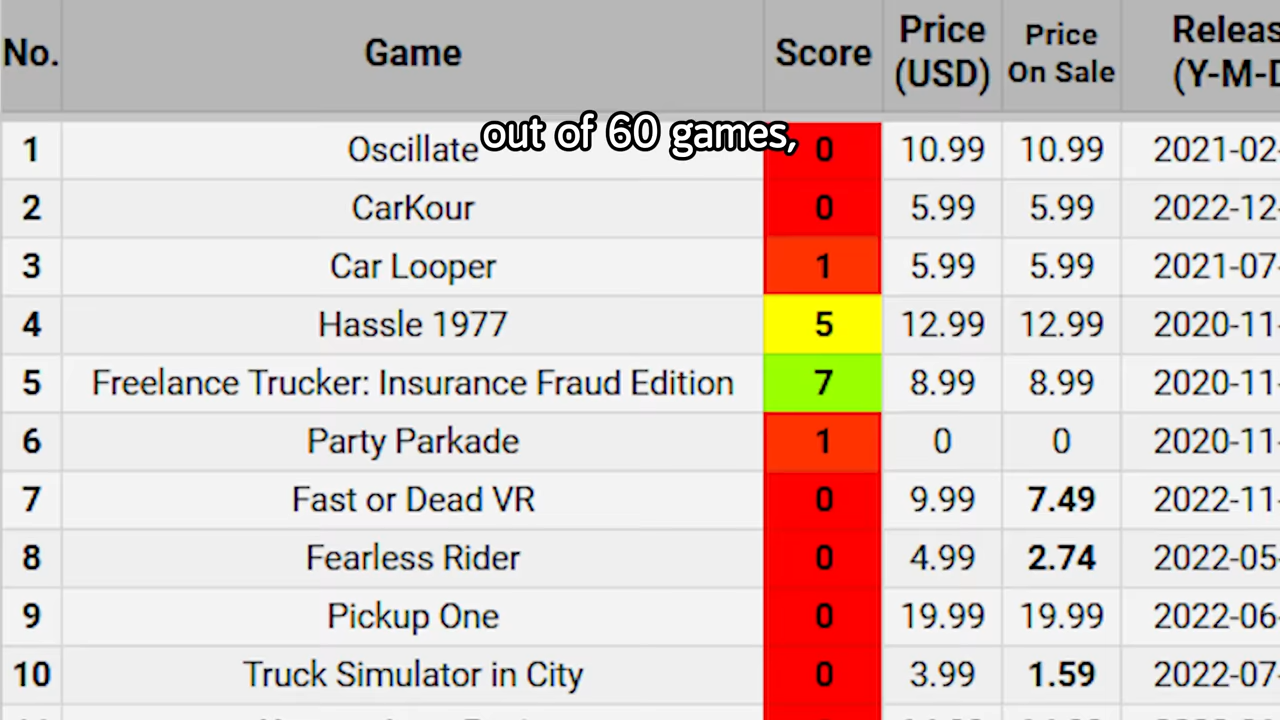 No. Game Score Price (USD) Price On Sale Releas (Y-M-D
out of 60 games,
1 Oscillate 0 10.99 10.99 2021-02-
2 CarKour 0 5.99 5.99 2022-12-
3 Car Looper 1 5.99 5.99 2021-07-
4 Hassle 1977 5 12.99 12.99 2020-11-
5 Freelance Trucker: Insurance Fraud Edition 7 8.99 8.99 2020-11-
6 Party Parkade 1 0 0 2020-11-
7 Fast or Dead VR 0 9.99 7.49 2022-11-
8 Fearless Rider 0 4.99 2.74 2022-05-
9 Pickup One 0 19.99 19.99 2022-06-
10 Truck Simulator in City 0 3.99 1.59 2022-07-